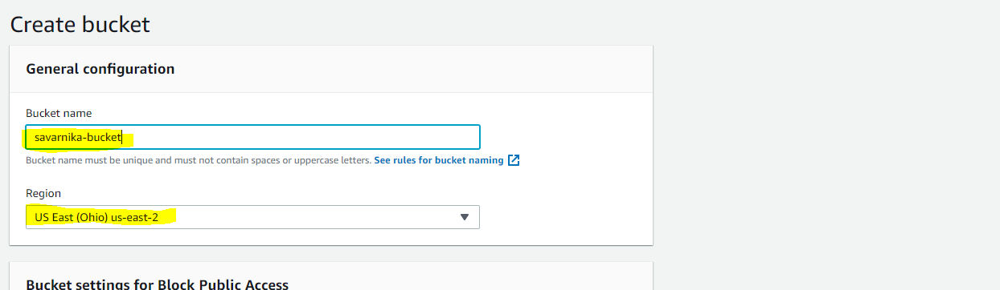 Create bucket
General configuration
Bucket name
savarnika-bucket
Bucket name must be unique and must not contain spaces or uppercase letters. See rules for bucket naming
Region
US East (Ohio) us-east-2
Bucket settings for Block Public Access